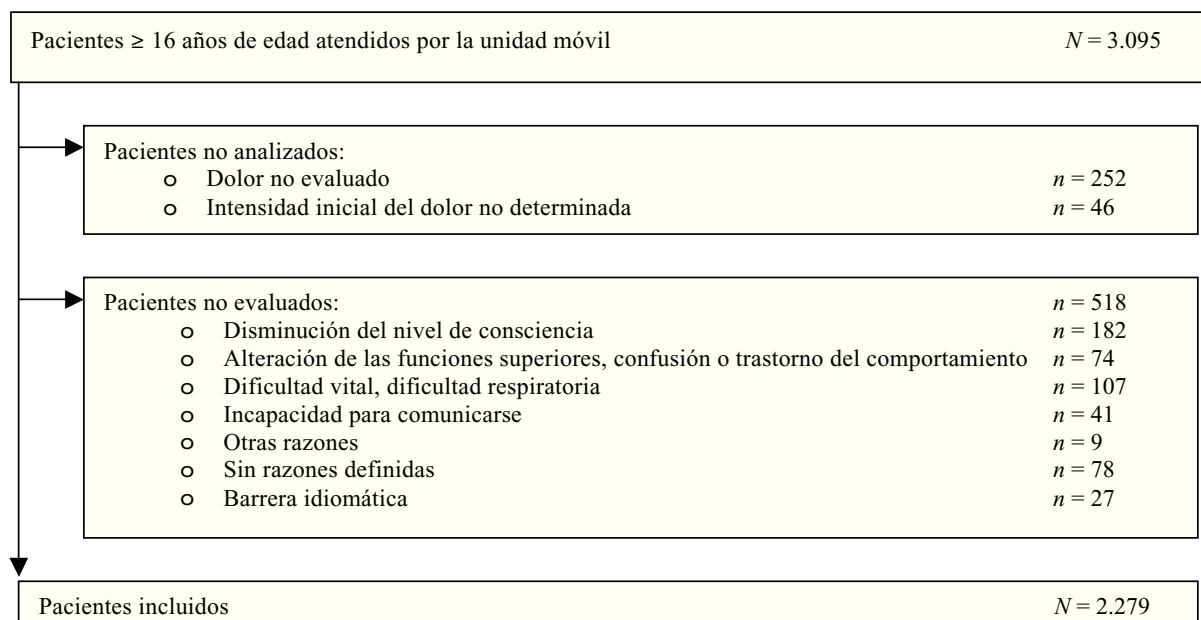 Pacientes ≥ 16 años de edad atendidos por la unidad móvil N = 3.095
Pacientes no analizados:
o Dolor no evaluado n = 252
o Intensidad inicial del dolor no determinada n = 46
Pacientes no evaluados: n = 518
o Disminución del nivel de consciencia n = 182
o Alteración de las funciones superiores, confusión o trastorno del comportamiento n = 74
o Dificultad vital, dificultad respiratoria n = 107
o Incapacidad para comunicarse n = 41
o Otras razones n = 9
o Sin razones definidas n = 78
o Barrera idiomática n = 27
Pacientes incluidos N = 2.279